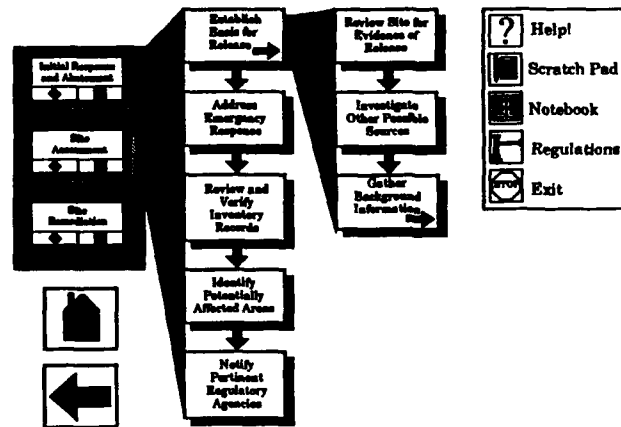 Initial Response
and Abatement
Site
Assessment
Site
Remediation
Establish
Basis for
Release
Address
Emergency
Response
Review and
Verify
Inventory
Records
Identify
Potentially
Affected Areas
Notify
Pertinent
Regulatory
Agencies
Review Site for
Evidence of
Release
Investigate
Other Possible
Sources
Gather
Background
Information
?
Help!
Scratch Pad
Notebook
Regulations
STOP
Exit